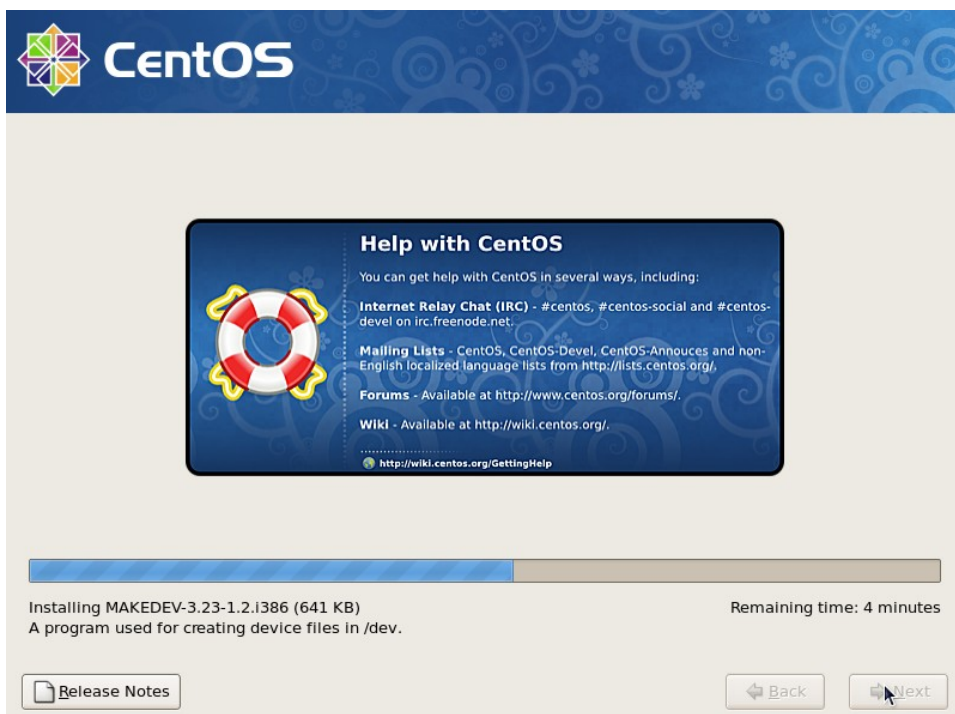 CentOS
Help with CentOS
You can get help with CentOS in several ways, including:
Internet Relay Chat (IRC) - #centos, #centos-social and #centos-
devel on irc.freenode.net.
Mailing Lists - CentOS, CentOS-Devel, CentOS-Annouces and non-
English localized language lists from http://lists.centos.org/.
Forums - Available at http://www.centos.org/forums/.
Wiki - Available at http://wiki.centos.org/.
http://wiki.centos.org/GettingHelp
Installing MAKEDEV-3.23-1.2.i386 (641 KB)
Remaining time: 4 minutes
A program used for creating device files in /dev.
Release Notes
Back
Next